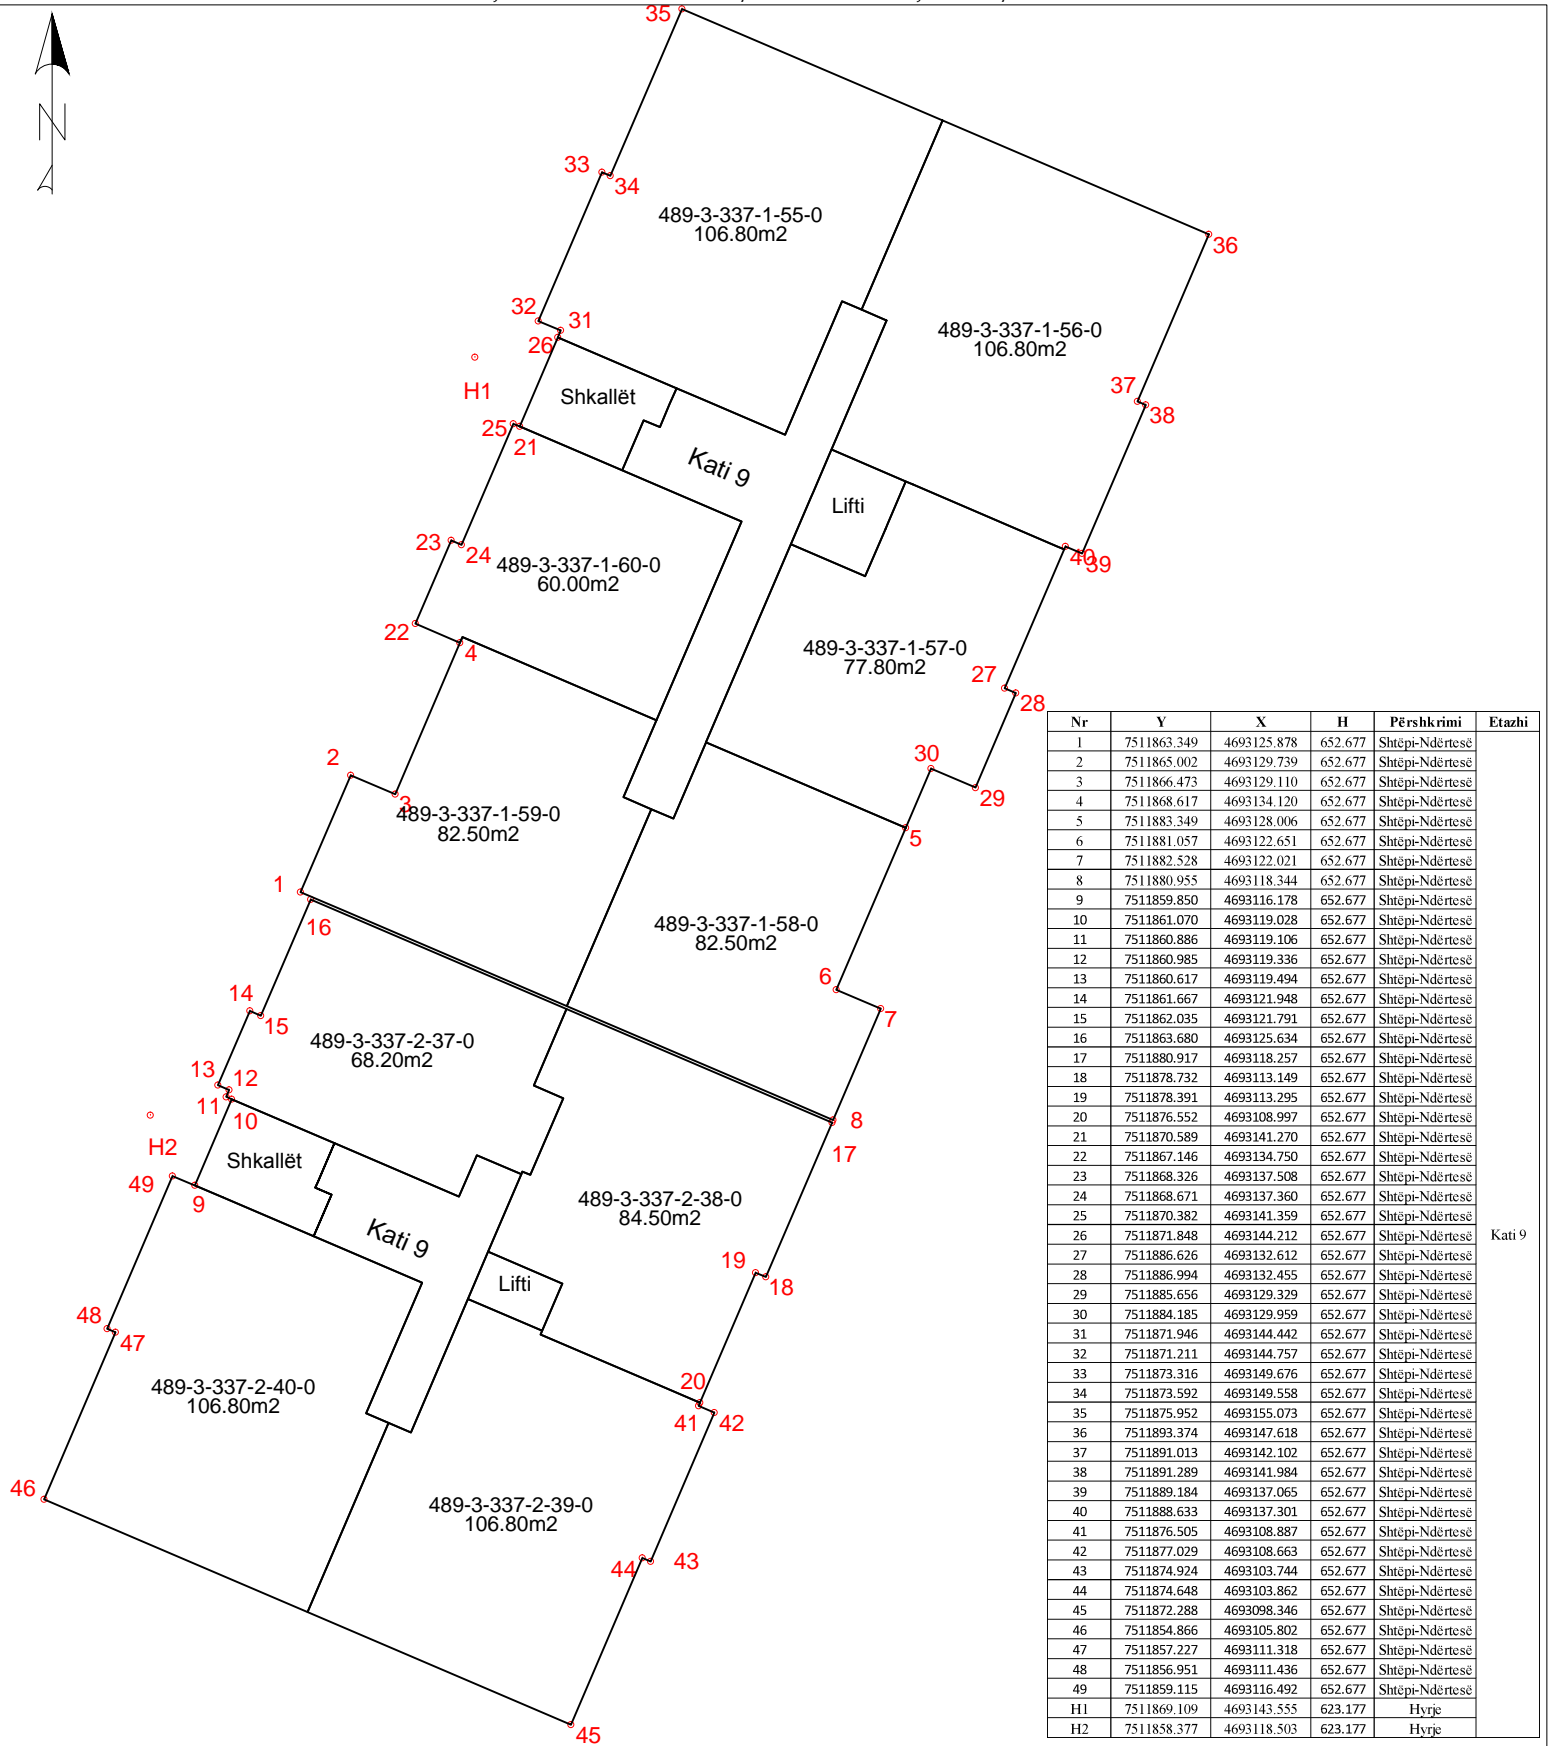 N
35
36
33
34
489-3-337-1-55-0
106.80m2
32
31
26
489-3-337-1-56-0
106.80m2
H1
Shkallët
37
38
25
21
Kati 9
Lifti
23
24
489-3-337-1-60-0
60.00m2
40
39
22
4
489-3-337-1-57-0
77.80m2
27
28
2
30
3
29
489-3-337-1-59-0
82.50m2
5
1
16
489-3-337-1-58-0
82.50m2
6
7
14
15
489-3-337-2-37-0
68.20m2
13
12
11
10
8
17
H2
Shkallët
49
9
489-3-337-2-38-0
84.50m2
Kati 9
19
18
Lifti
48
47
489-3-337-2-40-0
106.80m2
20
41
42
46
489-3-337-2-39-0
106.80m2
44
43
45
Nr Y X H Përshkrimi Etazhi
1 7511863.349 4693125.878 652.677 Shtëpi-Ndërtesë
2 7511865.002 4693129.739 652.677 Shtëpi-Ndërtesë
3 7511866.473 4693129.110 652.677 Shtëpi-Ndërtesë
4 7511868.617 4693134.120 652.677 Shtëpi-Ndërtesë
5 7511883.349 4693128.006 652.677 Shtëpi-Ndërtesë
6 7511881.057 4693122.651 652.677 Shtëpi-Ndërtesë
7 7511882.528 4693122.021 652.677 Shtëpi-Ndërtesë
8 7511880.955 4693118.344 652.677 Shtëpi-Ndërtesë
9 7511859.850 4693116.178 652.677 Shtëpi-Ndërtesë
10 7511861.070 4693119.028 652.677 Shtëpi-Ndërtesë
11 7511860.886 4693119.106 652.677 Shtëpi-Ndërtesë
12 7511860.985 4693119.336 652.677 Shtëpi-Ndërtesë
13 7511860.617 4693119.494 652.677 Shtëpi-Ndërtesë
14 7511861.667 4693121.948 652.677 Shtëpi-Ndërtesë
15 7511862.035 4693121.791 652.677 Shtëpi-Ndërtesë
16 7511863.680 4693125.634 652.677 Shtëpi-Ndërtesë
17 7511880.917 4693118.257 652.677 Shtëpi-Ndërtesë
18 7511878.732 4693113.149 652.677 Shtëpi-Ndërtesë
19 7511878.391 4693113.295 652.677 Shtëpi-Ndërtesë
20 7511876.552 4693108.997 652.677 Shtëpi-Ndërtesë
21 7511870.589 4693141.270 652.677 Shtëpi-Ndërtesë
22 7511867.146 4693134.750 652.677 Shtëpi-Ndërtesë
23 7511868.326 4693137.508 652.677 Shtëpi-Ndërtesë
24 7511868.671 4693137.360 652.677 Shtëpi-Ndërtesë
25 7511870.382 4693141.359 652.677 Shtëpi-Ndërtesë
26 7511871.848 4693144.212 652.677 Shtëpi-Ndërtesë Kati 9
27 7511886.626 4693132.612 652.677 Shtëpi-Ndërtesë
28 7511886.994 4693132.455 652.677 Shtëpi-Ndërtesë
29 7511885.656 4693129.329 652.677 Shtëpi-Ndërtesë
30 7511884.185 4693129.959 652.677 Shtëpi-Ndërtesë
31 7511871.946 4693144.442 652.677 Shtëpi-Ndërtesë
32 7511871.211 4693144.757 652.677 Shtëpi-Ndërtesë
33 7511873.316 4693149.676 652.677 Shtëpi-Ndërtesë
34 7511873.592 4693149.558 652.677 Shtëpi-Ndërtesë
35 7511875.952 4693155.073 652.677 Shtëpi-Ndërtesë
36 7511893.374 4693147.618 652.677 Shtëpi-Ndërtesë
37 7511891.013 4693142.102 652.677 Shtëpi-Ndërtesë
38 7511891.289 4693141.984 652.677 Shtëpi-Ndërtesë
39 7511889.184 4693137.065 652.677 Shtëpi-Ndërtesë
40 7511888.633 4693137.301 652.677 Shtëpi-Ndërtesë
41 7511876.505 4693108.887 652.677 Shtëpi-Ndërtesë
42 7511877.029 4693108.663 652.677 Shtëpi-Ndërtesë
43 7511874.924 4693103.744 652.677 Shtëpi-Ndërtesë
44 7511874.648 4693103.862 652.677 Shtëpi-Ndërtesë
45 7511872.288 4693098.346 652.677 Shtëpi-Ndërtesë
46 7511854.866 4693105.802 652.677 Shtëpi-Ndërtesë
47 7511857.227 4693111.318 652.677 Shtëpi-Ndërtesë
48 7511856.951 4693111.436 652.677 Shtëpi-Ndërtesë
49 7511859.115 4693116.492 652.677 Shtëpi-Ndërtesë
H1 7511869.109 4693143.555 623.177 Hyrje
H2 7511858.377 4693118.503 623.177 Hyrje